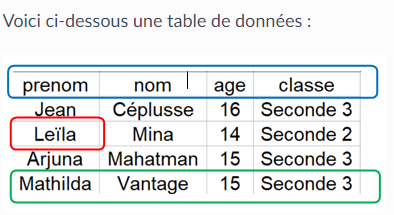 Voici ci-dessous une table de données :
prenom nom age classe
Jean Céplusse 16 Seconde 3
Leïla Mina 14 Seconde 2
Arjuna Mahatman 15 Seconde 3
Mathilda Vantage 15 Seconde 3